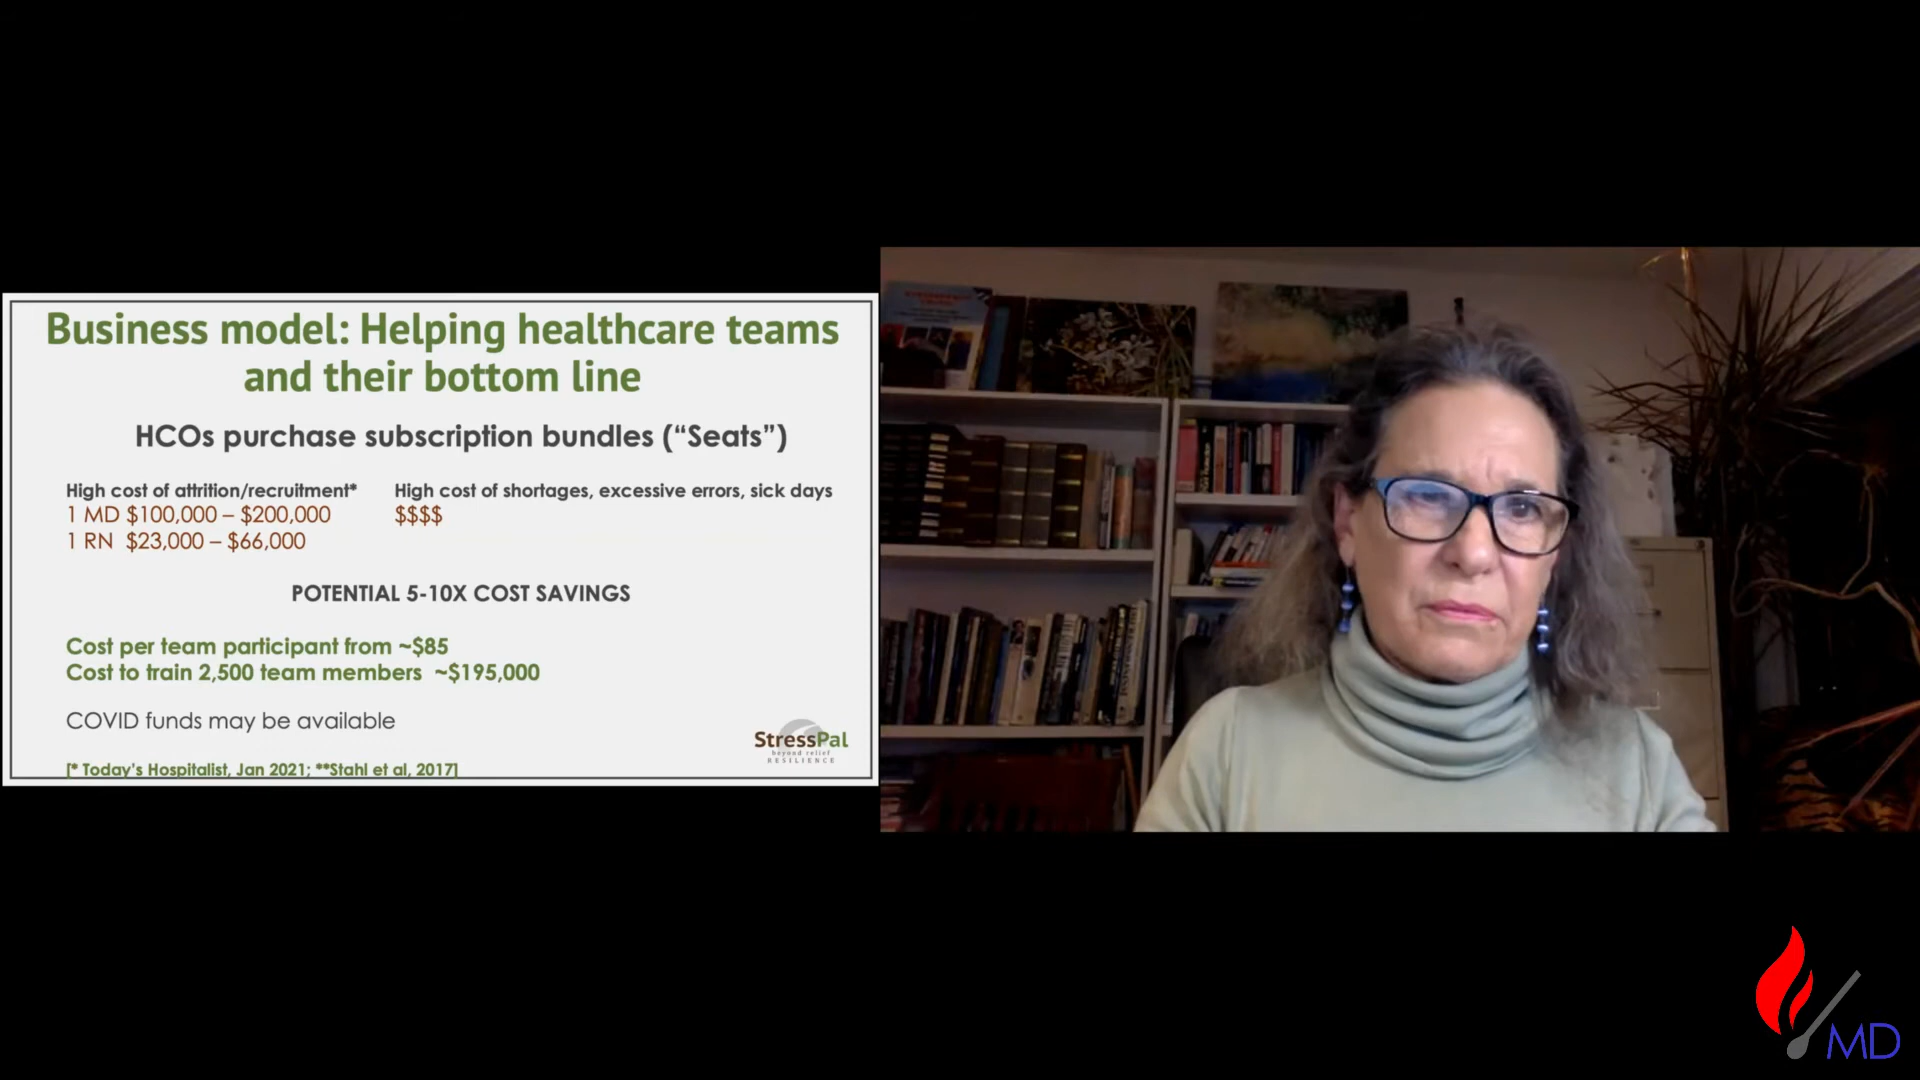 Business model: Helping healthcare teams
and their bottom line
HCOs purchase subscription bundles (“Seats”)
High cost of attrition/recruitment*
1 MD $100,000 – $200,000
1 RN $23,000 – $66,000
High cost of shortages, excessive errors, sick days
$$$$
POTENTIAL 5-10X COST SAVINGS
Cost per team participant from ~$85
Cost to train 2,500 team members ~$195,000
COVID funds may be available
[* Today’s Hospitalist, Jan 2021; **Stahl et al, 2017]
StressPal
beyond relief
RESILIENCE
MD